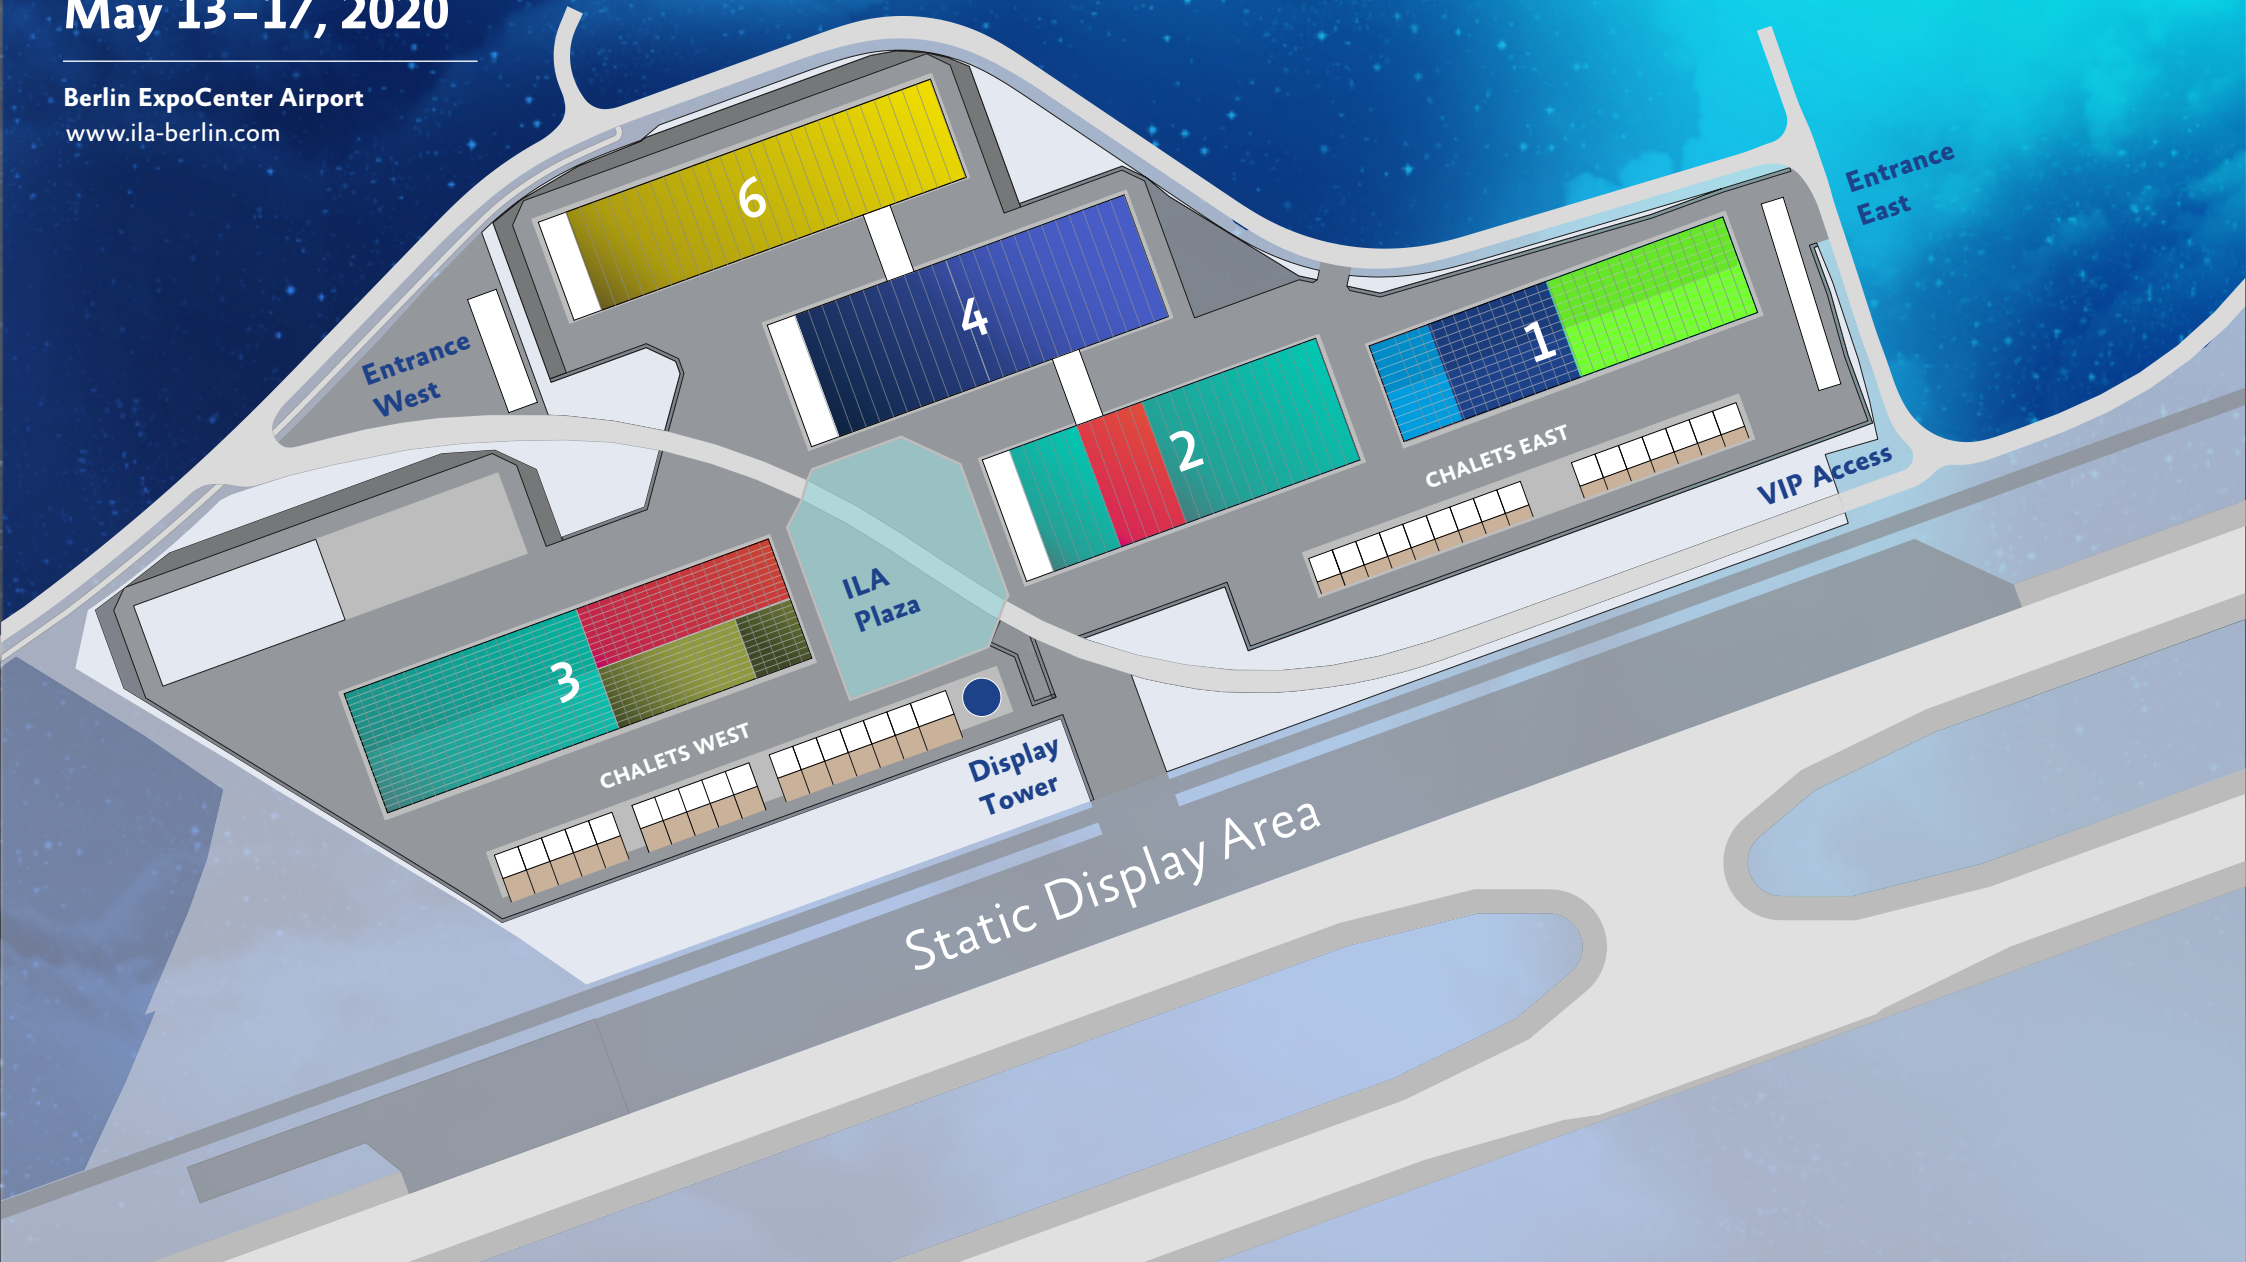 May 13–17, 2020
Berlin ExpoCenter Airport
www.ila-berlin.com
6
4
2
1
3
Entrance
East
Entrance
West
CHALETS EAST
VIP Access
ILA
Plaza
CHALETS WEST
Display
Tower
Static Display Area